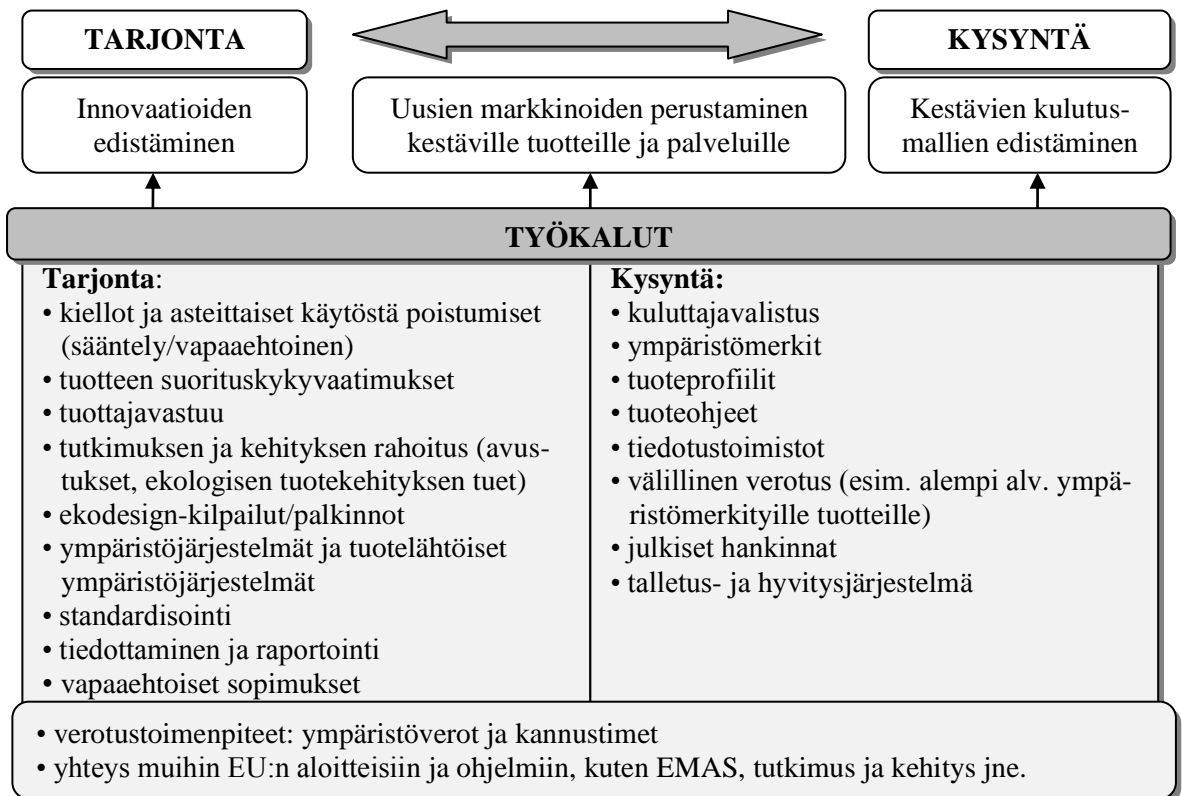 TARJONTA
KYSYNTÄ
Innovaatioiden
edistäminen
Uusien markkinoiden perustaminen
kestäville tuotteille ja palveluille
Kestävien kulutus-
mallien edistäminen
TYÖKALUT
Tarjonta:
• kiellot ja asteittaiset käytöstä poistumiset
(sääntely/vapaaehtoinen)
• tuotteen suorituskykyvaatimukset
• tuottajavastuu
• tutkimuksen ja kehityksen rahoitus (avus-
tukset, ekologisen tuotekehityksen tuet)
• ekodesign-kilpailut/palkinnot
• ympäristöjärjestelmät ja tuotelähtöiset
ympäristöjärjestelmät
• standardisointi
• tiedottaminen ja raportointi
• vapaaehtoiset sopimukset
Kysyntä:
• kuluttajavalistus
• ympäristömerkit
• tuoteprofiilit
• tuoteohjeet
• tiedotustoimistot
• välillinen verotus (esim. alempi alv. ympä-
ristömerkityille tuotteille)
• julkiset hankinnat
• talletus- ja hyvitysjärjestelmä
• verotustoimenpiteet: ympäristöverot ja kannustimet
• yhteys muihin EU:n aloitteisiin ja ohjelmiin, kuten EMAS, tutkimus ja kehitys jne.